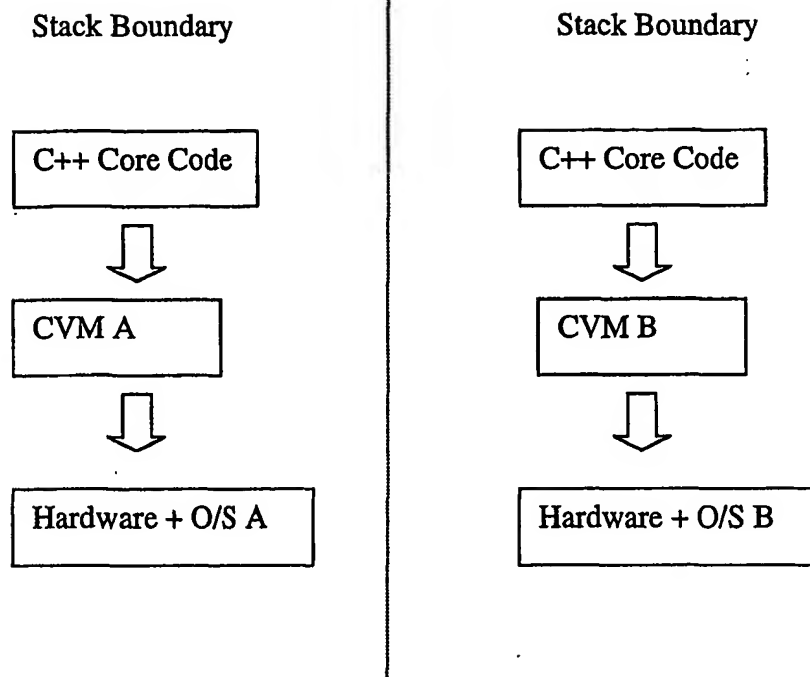 Stack Boundary
C++ Core Code
CVM A
Hardware + O/S A
Stack Boundary
C++ Core Code
CVM B
Hardware + O/S B